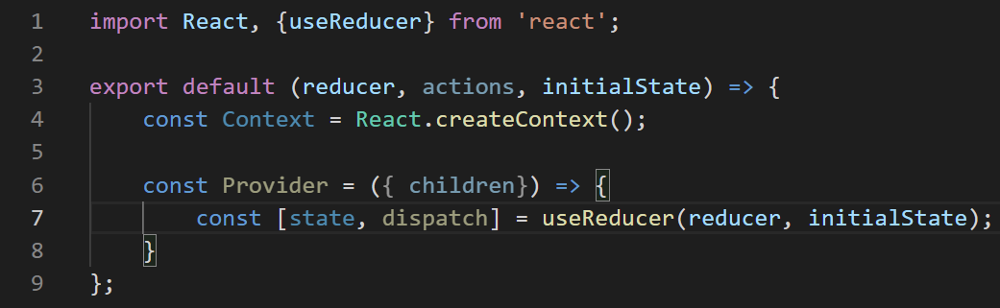 1 import React, {useReducer} from 'react';
2
3 export default (reducer, actions, initialState) => {
4     const Context = React.createContext();
5
6     const Provider = ({ children}) => {
7         const [state, dispatch] = useReducer(reducer, initialState);
8     }
9 };